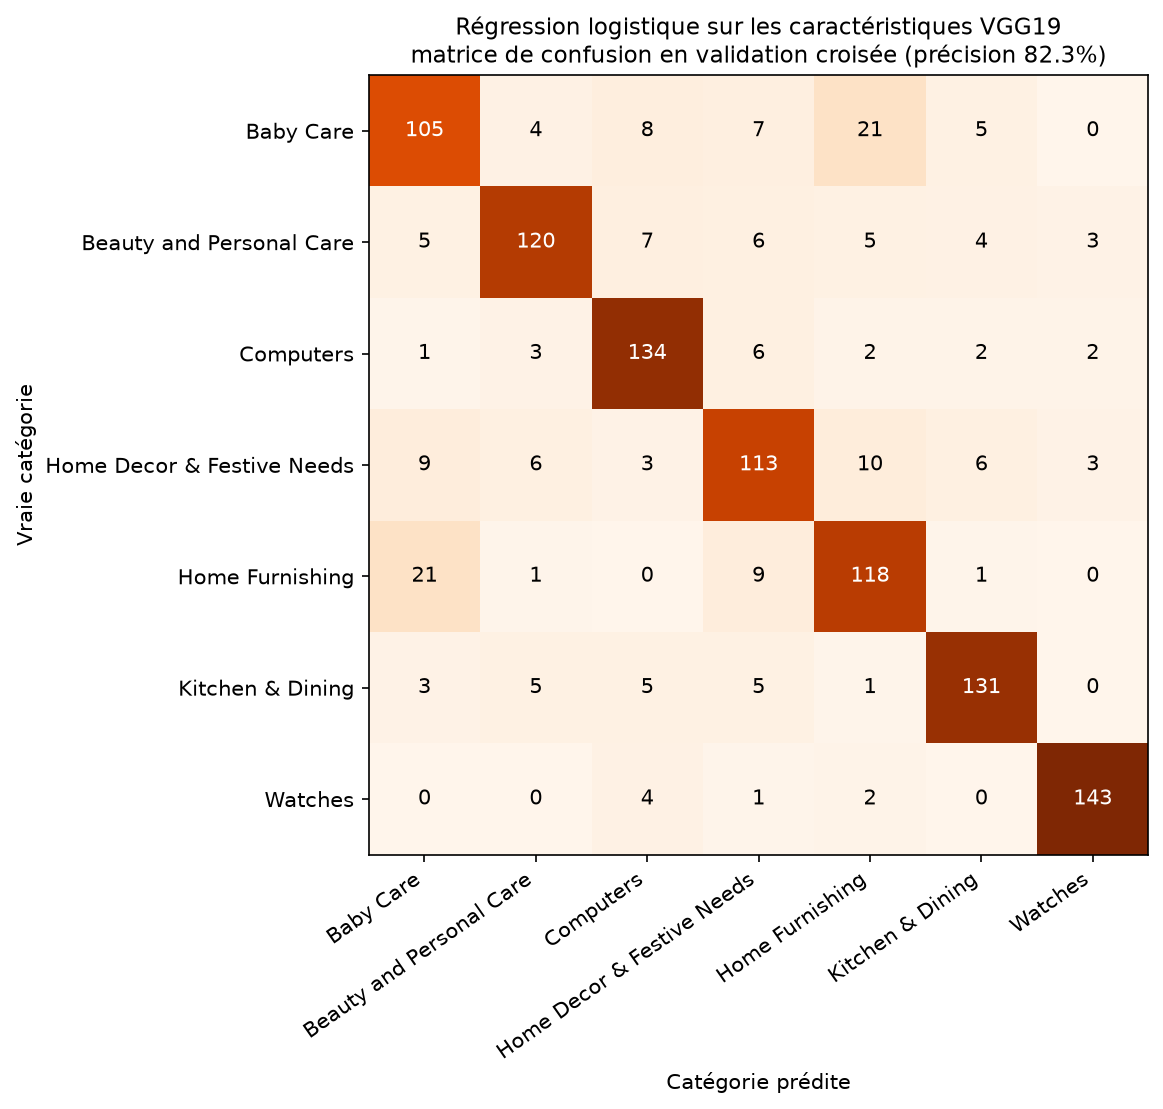 Régression logistique sur les caractéristiques VGG19
matrice de confusion en validation croisée (précision 82.3%)
Vraie catégorie
Baby Care 105 4 8 7 21 5 0
Beauty and Personal Care 5 120 7 6 5 4 3
Computers 1 3 134 6 2 2 2
Home Decor & Festive Needs 9 6 3 113 10 6 3
Home Furnishing 21 1 0 9 118 1 0
Kitchen & Dining 3 5 5 5 1 131 0
Watches 0 0 4 1 2 0 143
Baby Care
Beauty and Personal Care
Computers
Home Decor & Festive Needs
Home Furnishing
Kitchen & Dining
Watches
Catégorie prédite